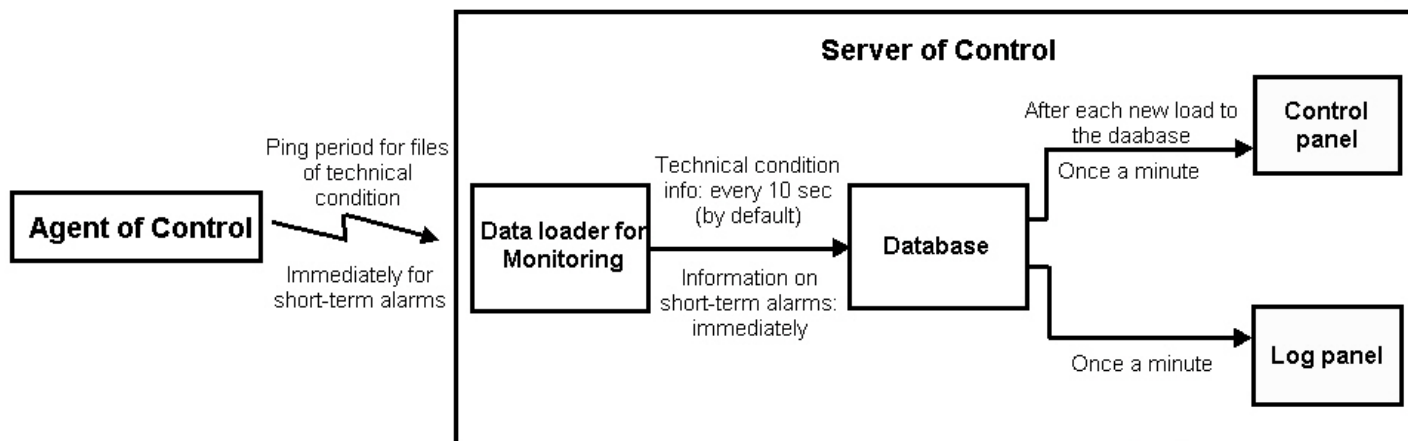 Server of Control
Agent of Control
Ping period for files
of technical
condition
Immediately for
short-term alarms
Data loader for
Monitoring
Technical condition
info: every 10 sec
(by default)
Information on
short-term alarms:
immediately
Database
After each new load to
the daabase
Once a minute
Control
panel
Once a minute
Log panel